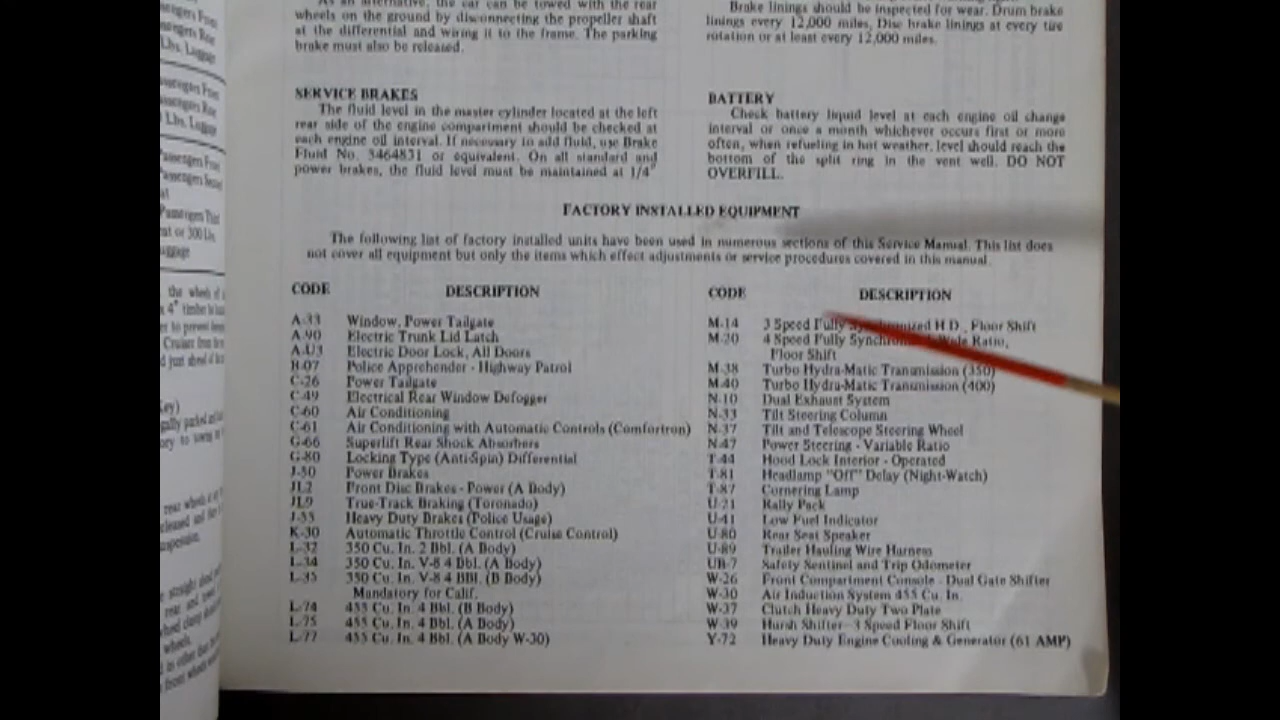 As an alternative, the car can be towed with the rear
wheels on the ground by disconnecting the propeller shaft
at the differential and wiring it to the frame. The parking
brake must also be released.
SERVICE BRAKES
The fluid level in the master cylinder located at the left
rear side of the engine compartment should be checked at
each engine oil interval. If necessary to add fluid, use Brake
Fluid No. 5464831 or equivalent. On all standard and
power brakes, the fluid level must be maintained at 1/4"
Brake linings should be inspected for wear. Drum brake
linings every 12,000 miles. Disc brake linings at every tire
rotation or at least every 12,000 miles.
BATTERY
Check battery liquid level at each engine oil change
interval or once a month whichever occurs first or more
often, when refueling in hot weather. level should reach the
bottom of the split ring in the vent well. DO NOT
OVERFILL.
FACTORY INSTALLED EQUIPMENT
The following list of factory installed units have been used in numerous sections of this Service Manual. This list does
not cover all equipment but only the items which effect adjustments or service procedures covered in this manual.
CODE DESCRIPTION
A-33 Window, Power Tailgate
A-90 Electric Trunk Lid Latch
A-U3 Electric Door Lock, All Doors
B-07 Police Apprehender - Highway Patrol
C-26 Power Tailgate
C-49 Electrical Rear Window Defogger
C-60 Air Conditioning
C-61 Air Conditioning with Automatic Controls (Comfortron)
G-66 Superlift Rear Shock Absorbers
G-80 Locking Type (Anti-Spin) Differential
J-50 Power Brakes
JL2 Front Disc Brakes - Power (A Body)
JL9 True-Track Braking (Toronado)
J-55 Heavy Duty Brakes (Police Usage)
K-30 Automatic Throttle Control (Cruise Control)
L-32 350 Cu. In. 2 Bbl. (A Body)
L-34 350 Cu. In. V-8 4 Bbl. (A Body)
L-35 350 Cu. In. V-8 4 BBl. (B Body)
Mandatory for Calif.
L-74 455 Cu. In. 4 Bbl. (B Body)
L-75 455 Cu. In. 4 Bbl. (A Body)
L-77 455 Cu. In. 4 Bbl. (A Body W-30)
CODE DESCRIPTION
M-14 3 Speed Fully Synchronized H.D., Floor Shift
M-20 4 Speed Fully Wide Ratio,
Floor Shift
M-38 Turbo Hydra-Matic Transmission (350)
M-40 Turbo Hydra-Matic Transmission (400)
N-10 Dual Exhaust System
N-33 Tilt Steering Column
N-37 Tilt and Telescope Steering Wheel
N-47 Power Steering - Variable Ratio
T-44 Hood Lock Interior - Operated
T-81 Headlamp "Off" Delay (Night-Watch)
T-87 Cornering Lamp
U-21 Rally Pack
U-41 Low Fuel Indicator
U-80 Rear Seat Speaker
U-89 Trailer Hauling Wire Harness
UB-7 Safety Sentinel and Trip Odometer
W-26 Front Compartment Console - Dual Gate Shifter
W-30 Air Induction System 455 Cu. In.
W-37 Clutch Heavy Duty Two Plate
W-39 Hursh Shifter - 3 Speed Floor Shift
Y-72 Heavy Duty Engine Cooling & Generator (61 AMP)